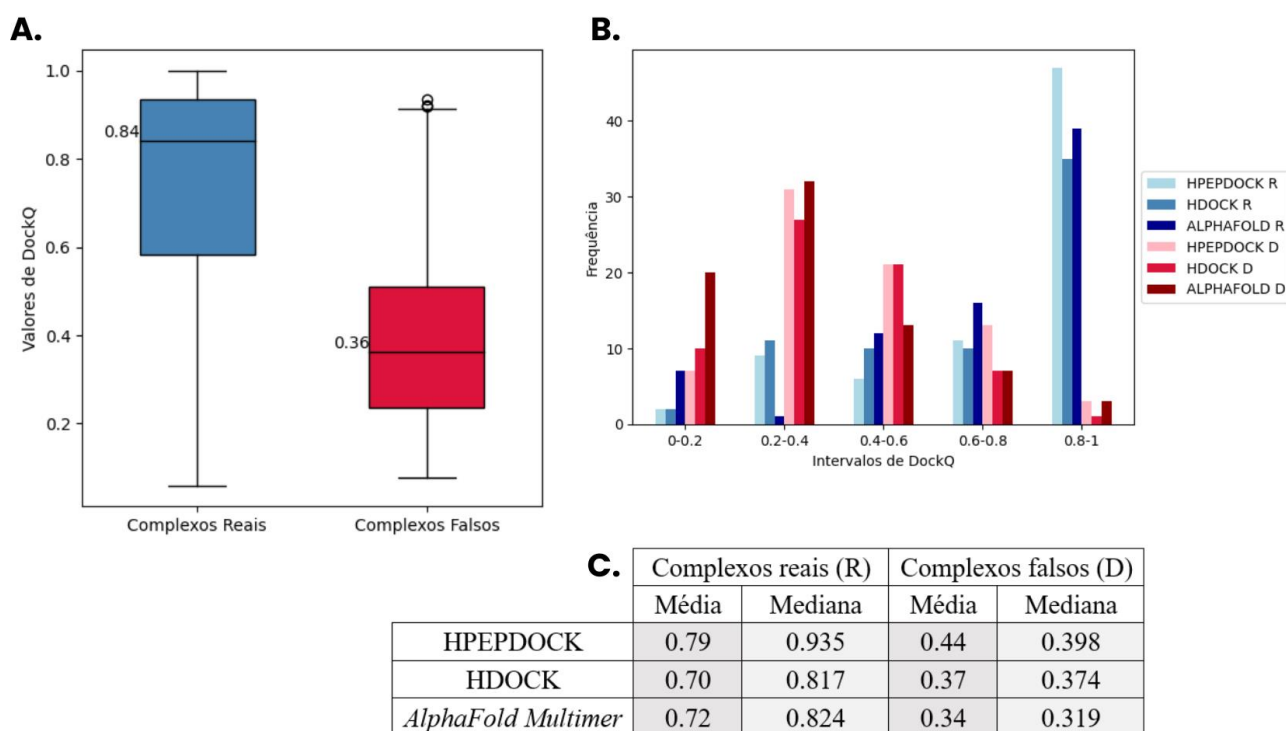 A.
1.0
0.8
0.6
0.4
0.2
Valores de DockQ
0.84
0.36
Complexos Reais
Complexos Falsos
B.
40
30
20
10
0
Frequência
0-0.2
0.2-0.4
0.4-0.6
0.6-0.8
0.8-1
Intervalos de DockQ
HPEPDOCK R
HDOCK R
ALPHAFOLD R
HPEPDOCK D
HDOCK D
ALPHAFOLD D
C.
Complexos reais (R) Complexos falsos (D)
Média Mediana Média Mediana
HPEPDOCK 0.79 0.935 0.44 0.398
HDOCK 0.70 0.817 0.37 0.374
AlphaFold Multimer 0.72 0.824 0.34 0.319